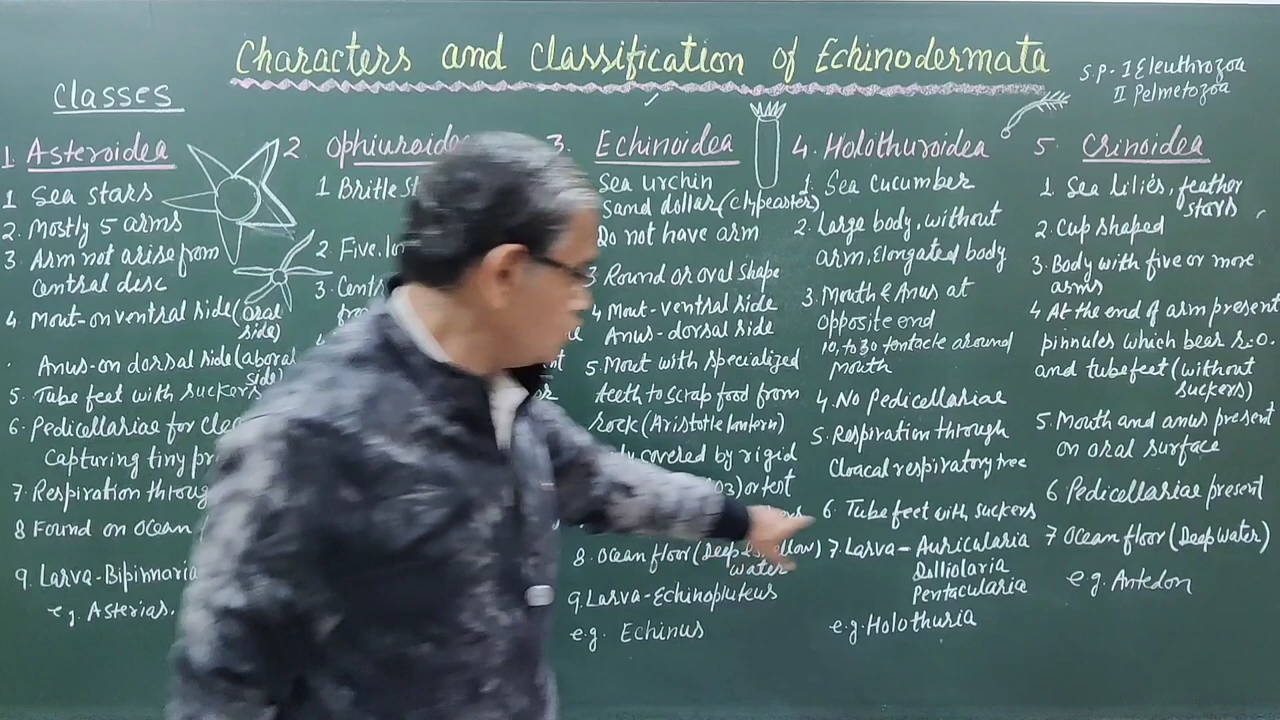 Characters and Classification of Echinodermata
S.P- I Eleuthrozoa
II Pelmetozoa
Classes
1 Asteroidea
1 Sea stars
2. Mostly 5 arms
3 Arm not arise from
central disc
4 Mout-on ventral side (oral
side)
Anus-on dorsal side (aboral
side)
5. Tube feet with suckers
6. Pedicellariae for
Capturing tiny
7. Respiration
8 Found on Ocean
9. Larva-Bipinnaria
e.g. Asterias.
2 Ophiuroidea
1 Britle
2 Five.
3.
3. Echinoidea
Sea urchin
Sand dollar (clypeaster)
Do not have arm
3 Round or oval shape
4 Mout-ventral side
Anus-dorsal side
5. Mout with specialized
teeth to scrap food from
rock (Aristotle lantern)
covered by rigid
or test
8. Ocean floor (Deep &
water
9. Larva-Echinopluteus
e.g. Echinus
4. Holothuroidea
1. Sea cucumber
2. Large body, without
arm, Elongated body
3. Mouth & Anus at
Opposite end
10, to 30 tentacle around
mouth
4. No Pedicellariae
5. Respiration through
Cloacal respiratory tree
6. Tube feet with suckers
7. Larva- Auricularia
Dolliolaria
Pentacularia
e.g. Holothuria
5. Crinoidea
1. Sea lilies, feather
stars
2. Cup shaped
3. Body with five or more
arms
4 At the end of arm present
pinnules which bear r.o.
and tubefeet (without
suckers)
5. Mouth and anus present
on oral surface
6 Pedicellariae present
7 Ocean floor (Deep water)
e.g. Antedon